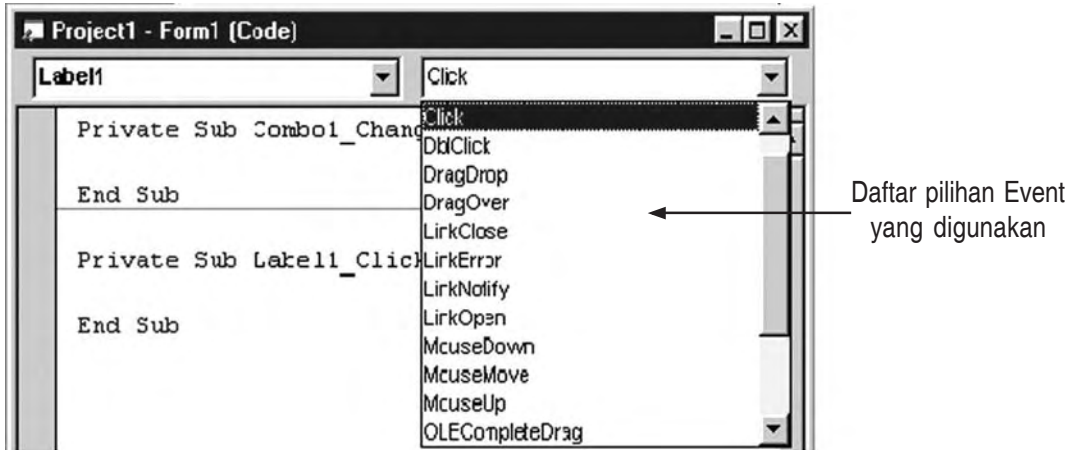 Project1 - Form1 (Code)
Label1
Click
Private Sub Combo1_Chang
End Sub
Private Sub Label1_Clic
End Sub
Click
DblClick
DragDrop
DragOver
LinkClose
LinkError
LinkNotify
LinkOpen
MouseDown
MouseMove
MouseUp
OLECompleteDrag
Daftar pilihan Event
yang digunakan